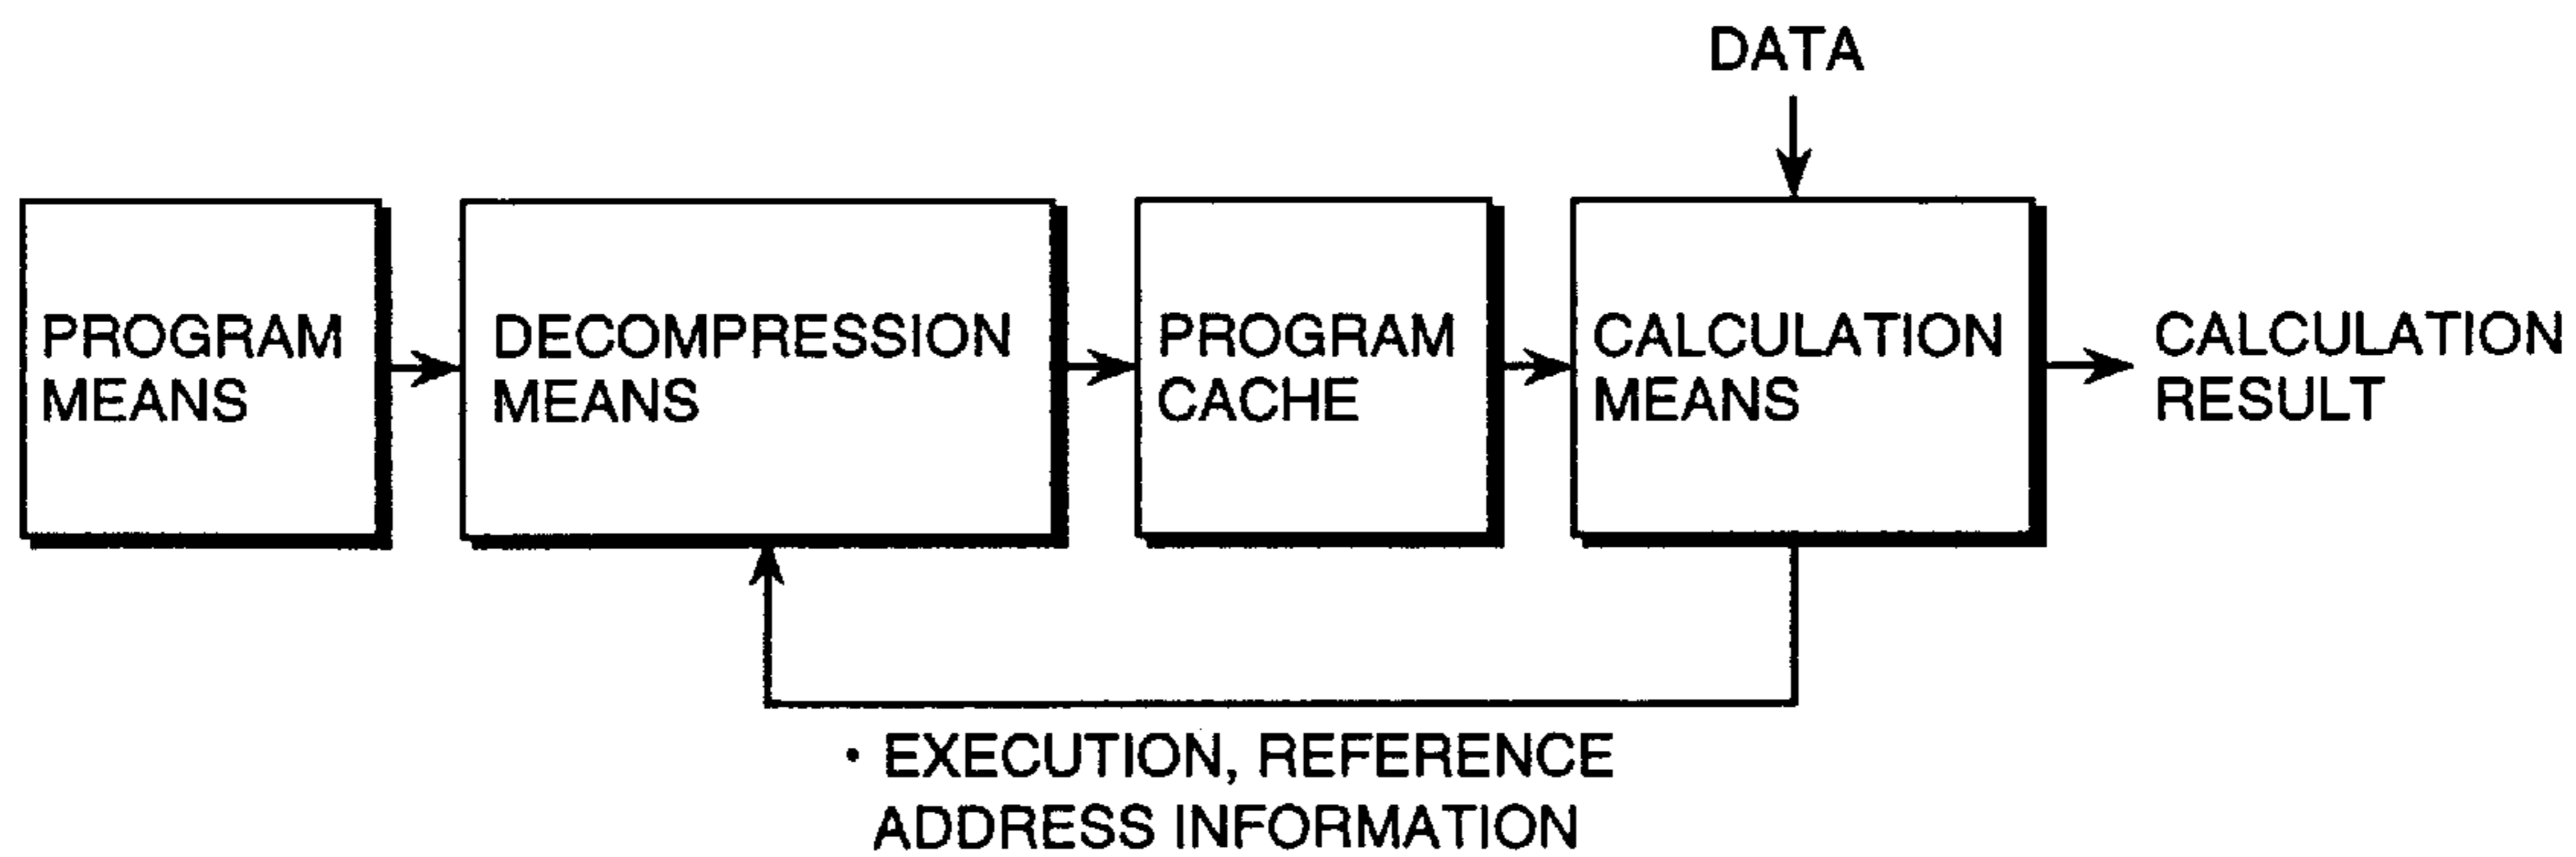 DATA
PROGRAM
MEANS
DECOMPRESSION
MEANS
PROGRAM
CACHE
CALCULATION
MEANS
CALCULATION
RESULT
• EXECUTION, REFERENCE
ADDRESS INFORMATION